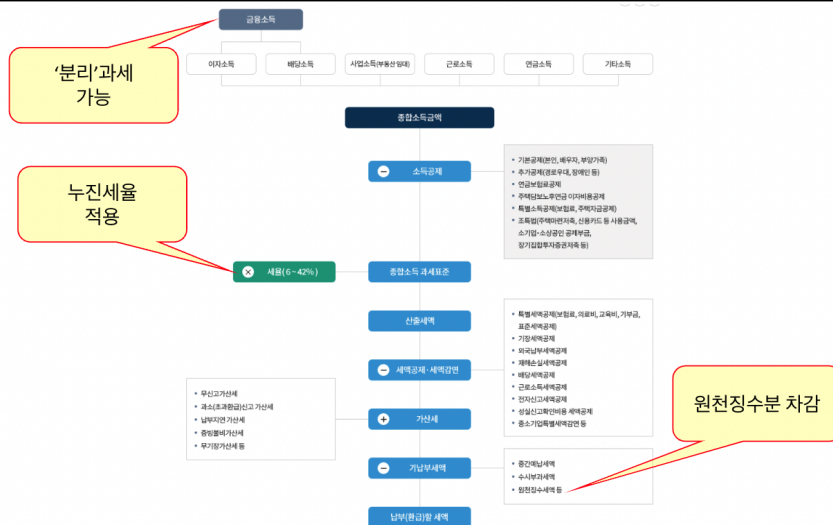 금융소득
'분리'과세
가능
이자소득
배당소득
사업소득(부동산 임대)
근로소득
연금소득
기타소득
종합소득금액
소득공제
• 기본공제(본인, 배우자, 부양가족)
• 추가공제(경로우대, 장애인 등)
• 연금보험료공제
• 주택담보노후연금 이자비용공제
• 특별소득공제(보험료, 주택자금공제)
• 조특법(주택마련저축, 신용카드 등 사용금액,
소기업·소상공인 공제부금,
장기집합투자증권저축 등)
누진세율
적용
세율( 6 ~ 42% )
종합소득 과세표준
산출세액
• 특별세액공제(보험료, 의료비, 교육비, 기부금,
표준세액공제)
• 기장세액공제
• 외국납부세액공제
• 재해손실세액공제
• 배당세액공제
• 근로소득세액공제
• 전자신고세액공제
• 성실신고확인비용 세액공제
• 중소기업특별세액감면 등
세액공제·세액감면
원천징수분 차감
• 무신고가산세
• 과소(초과환급)신고 가산세
• 납부지연 가산세
• 증빙불비가산세
• 무기장가산세 등
가산세
기납부세액
• 중간예납세액
• 수시부과세액
• 원천징수세액 등
납부(환급)할 세액